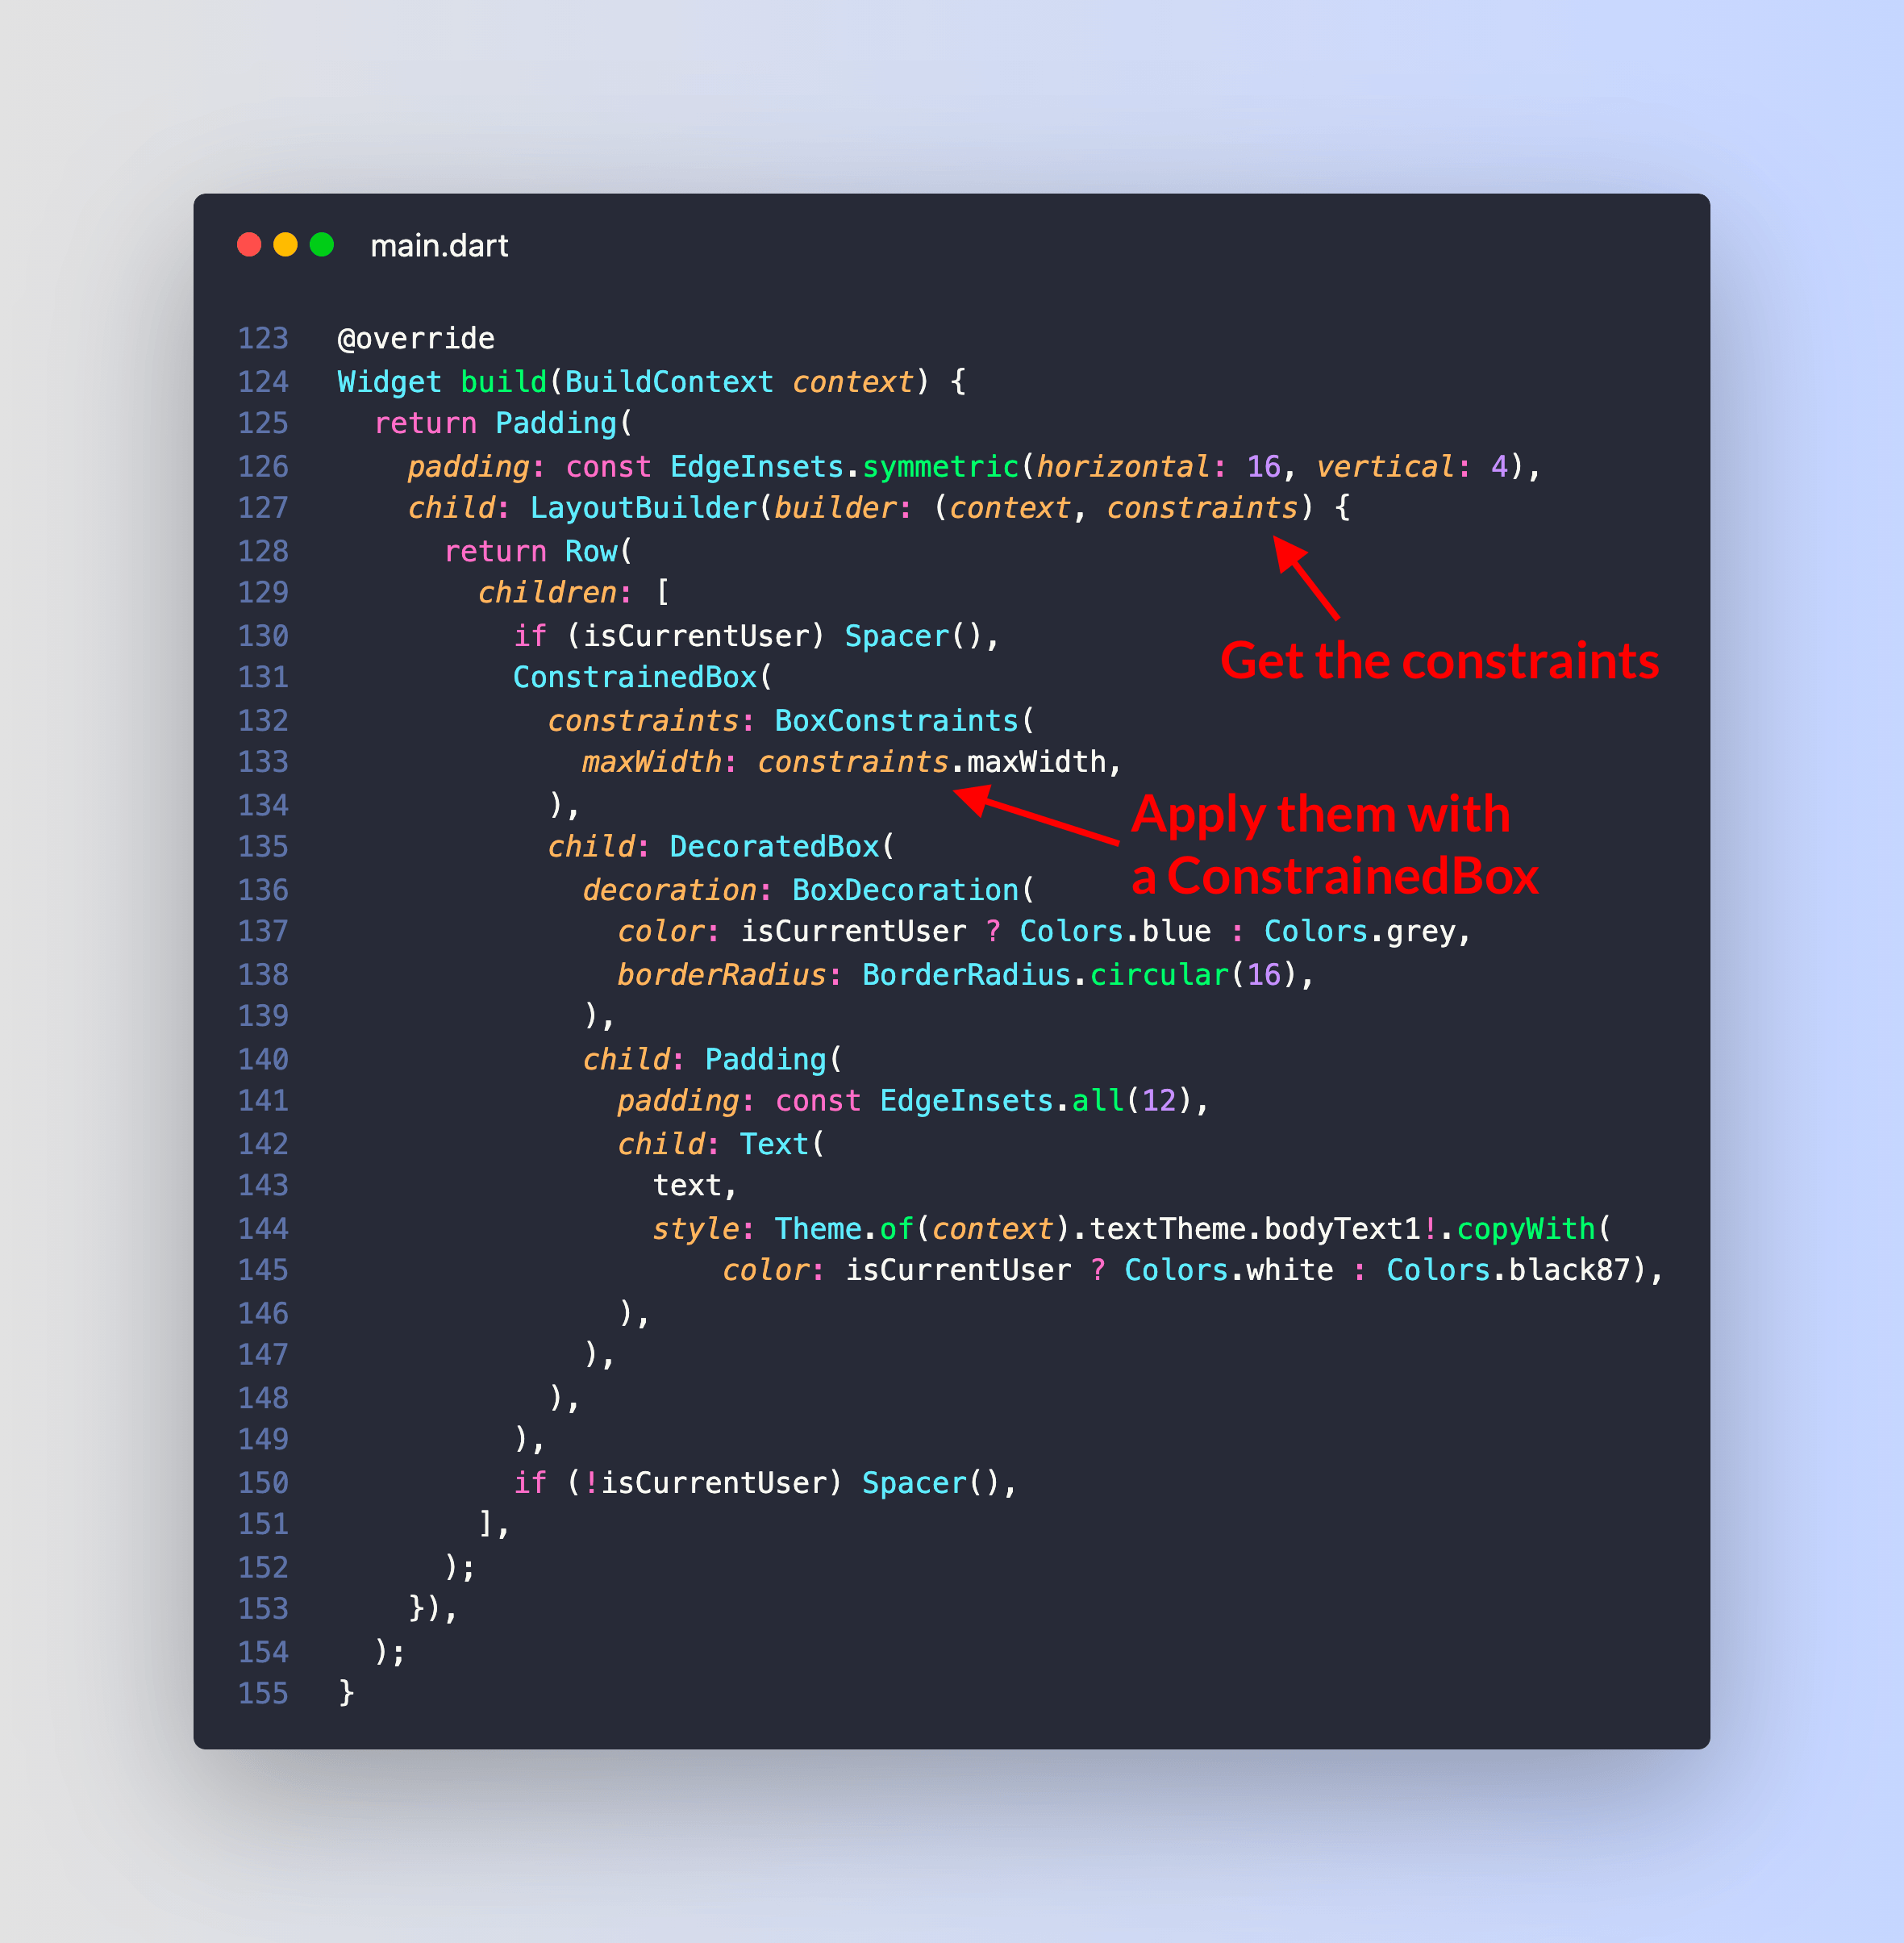 main.dart
123 @override
124 Widget build(BuildContext context) {
125   return Padding(
126     padding: const EdgeInsets.symmetric(horizontal: 16, vertical: 4),
127     child: LayoutBuilder(builder: (context, constraints) {
128       return Row(
129         children: [
130           if (isCurrentUser) Spacer(),
Get the constraints
131           ConstrainedBox(
132             constraints: BoxConstraints(
133               maxWidth: constraints.maxWidth,
134             ),
Apply them with
a ConstrainedBox
135             child: DecoratedBox(
136               decoration: BoxDecoration(
137                 color: isCurrentUser ? Colors.blue : Colors.grey,
138                 borderRadius: BorderRadius.circular(16),
139               ),
140               child: Padding(
141                 padding: const EdgeInsets.all(12),
142                 child: Text(
143                   text,
144                   style: Theme.of(context).textTheme.bodyText1!.copyWith(
145                       color: isCurrentUser ? Colors.white : Colors.black87),
146                 ),
147               ),
148             ),
149           ),
150           if (!isCurrentUser) Spacer(),
151         ],
152       );
153     }),
154   );
155 }